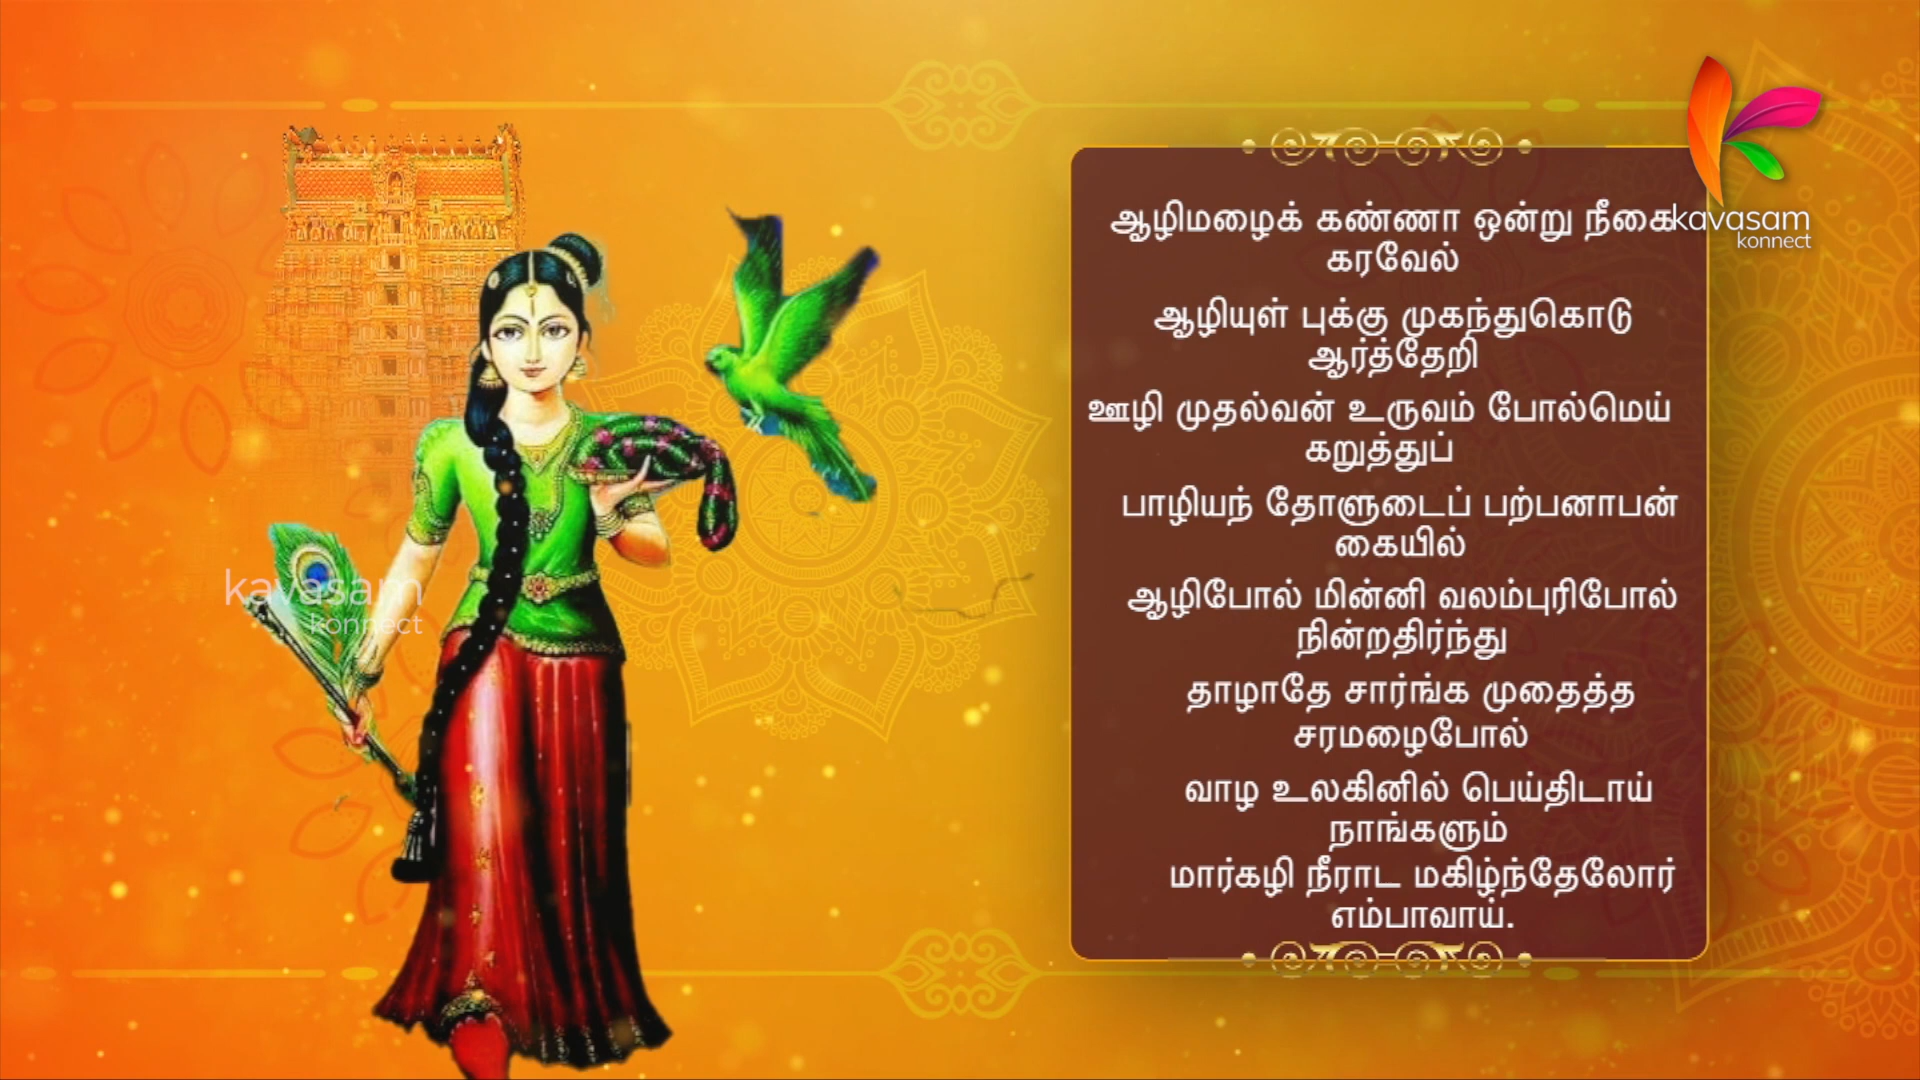 ஆழிமழைக் கண்ணா ஒன்று நீகை
கரவேல்
ஆழியுள் புக்கு முகந்துகொடு
ஆர்த்தேறி
ஊழி முதல்வன் உருவம் போல்மெய்
கறுத்துப்
பாழியந் தோளுடைப் பற்பனாபன்
கையில்
ஆழிபோல் மின்னி வலம்புரிபோல்
நின்றதிர்ந்து
தாழாதே சார்ங்க முதைத்த
சரமழைபோல்
வாழ உலகினில் பெய்திடாய்
நாங்களும்
மார்கழி நீராட மகிழ்ந்தேலோர்
எம்பாவாய்.
kavasam
konnect
kavasam
konnect